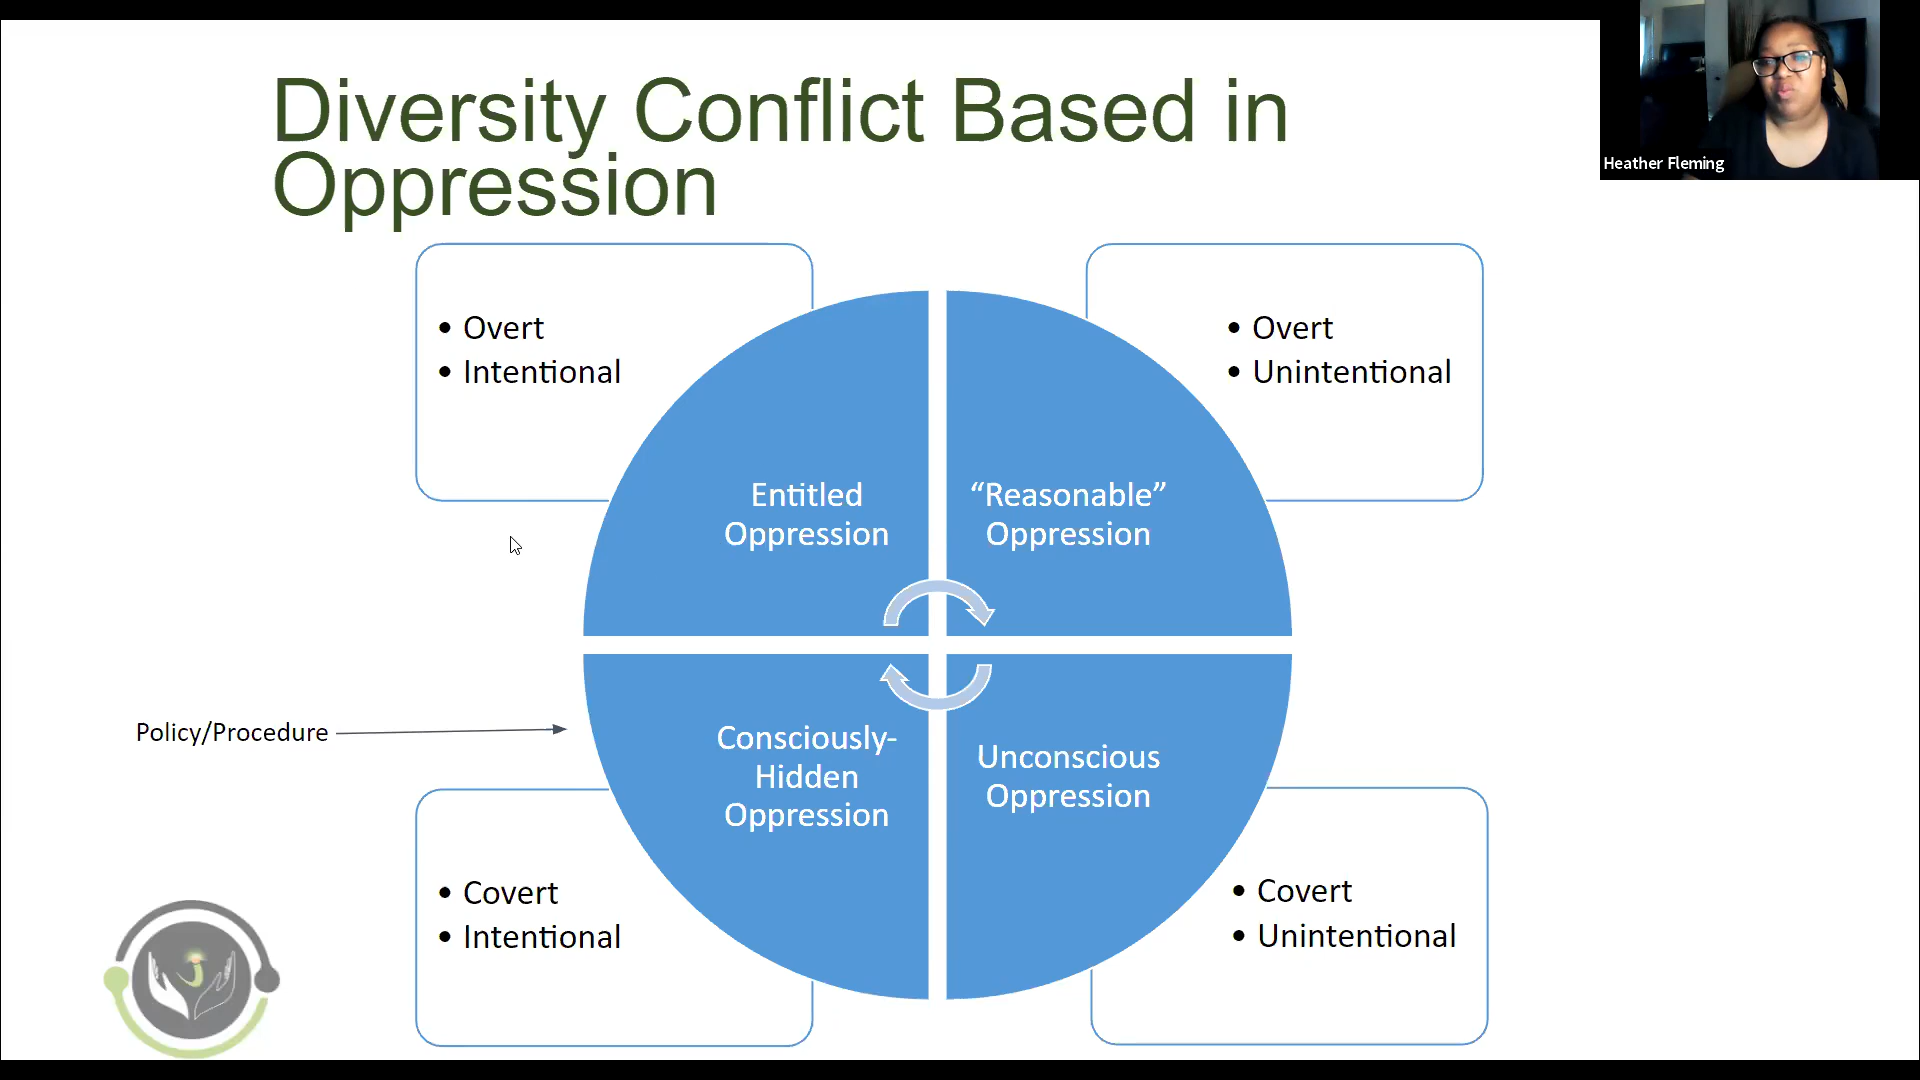 Diversity Conflict Based in
Oppression
Heather Fleming
• Overt
• Intentional
• Overt
• Unintentional
Entitled
Oppression
“Reasonable”
Oppression
Policy/Procedure
Consciously-
Hidden
Oppression
Unconscious
Oppression
• Covert
• Intentional
• Covert
• Unintentional